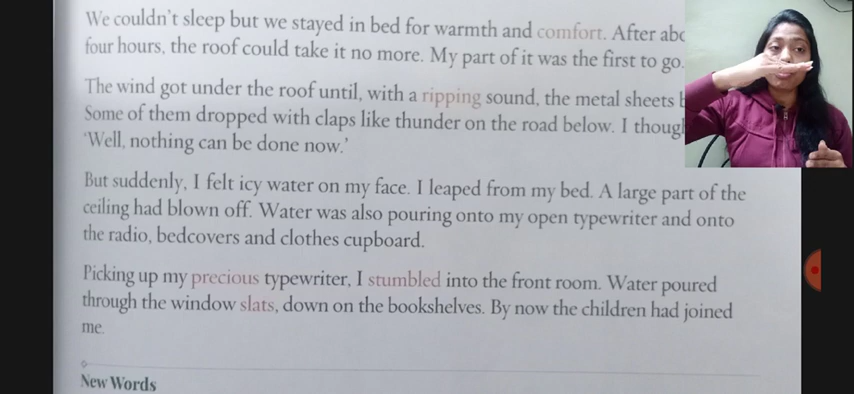 We couldn't sleep but we stayed in bed for warmth and comfort. After
four hours, the roof could take it no more. My part of it was the first to go.
The wind got under the roof until, with a ripping sound, the metal sheets
Some of them dropped with claps like thunder on the road below. I
'Well, nothing can be done now.'
But suddenly, I felt icy water on my face. I leaped from my bed. A large part of the
ceiling had blown off. Water was also pouring onto my open typewriter and onto
the radio, bedcovers and clothes cupboard.
Picking up my precious typewriter, I stumbled into the front room. Water poured
through the window slats, down on the bookshelves. By now the children had joined
me.
New Words